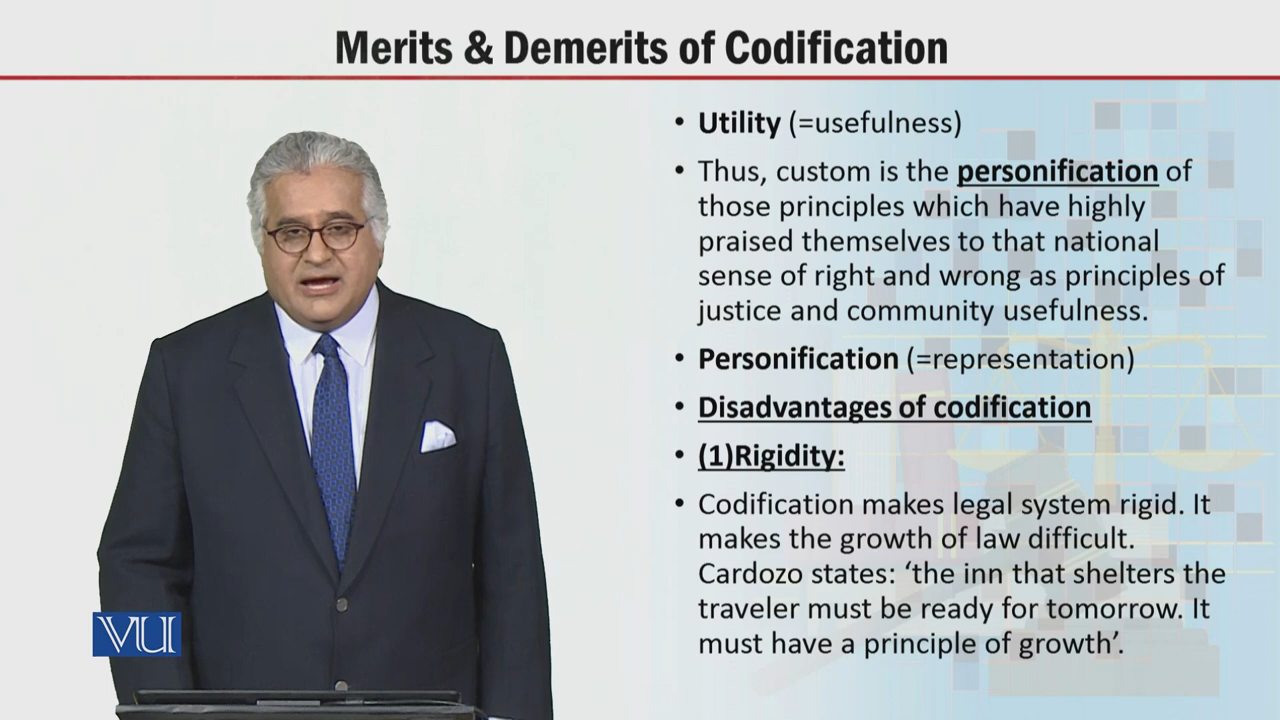 Merits & Demerits of Codification
• Utility (=usefulness)
• Thus, custom is the personification of
those principles which have highly
praised themselves to that national
sense of right and wrong as principles of
justice and community usefulness.
• Personification (=representation)
• Disadvantages of codification
• (1)Rigidity:
• Codification makes legal system rigid. It
makes the growth of law difficult.
Cardozo states: ‘the inn that shelters the
traveler must be ready for tomorrow. It
must have a principle of growth’.
VU